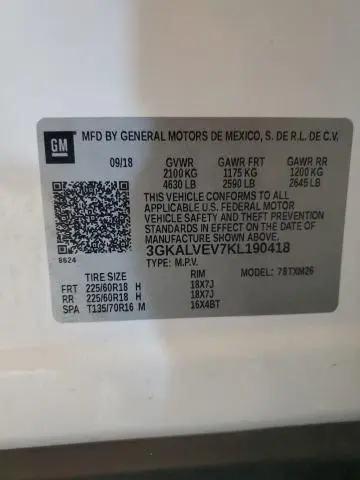 GM
MFD BY GENERAL MOTORS DE MEXICO, S. DE R.L. DE C.V.
09/18 GVWR GAWR FRT GAWR RR
2100 KG 1175 KG 1200 KG
4630 LB 2590 LB 2645 LB
THIS VEHICLE CONFORMS TO ALL
APPLICABLE U.S. FEDERAL MOTOR
VEHICLE SAFETY AND THEFT PREVENTION
STANDARDS IN EFFECT ON THE DATE OF
MANUFACTURE SHOWN ABOVE.
3GKALVEV7KL190418
8624
TYPE: M.P.V. MODEL: 78TXM26
TIRE SIZE RIM
FRT 225/60R18 H 18X7J
RR 225/60R18 H 18X7J
SPA T135/70R16 M 16X4BT